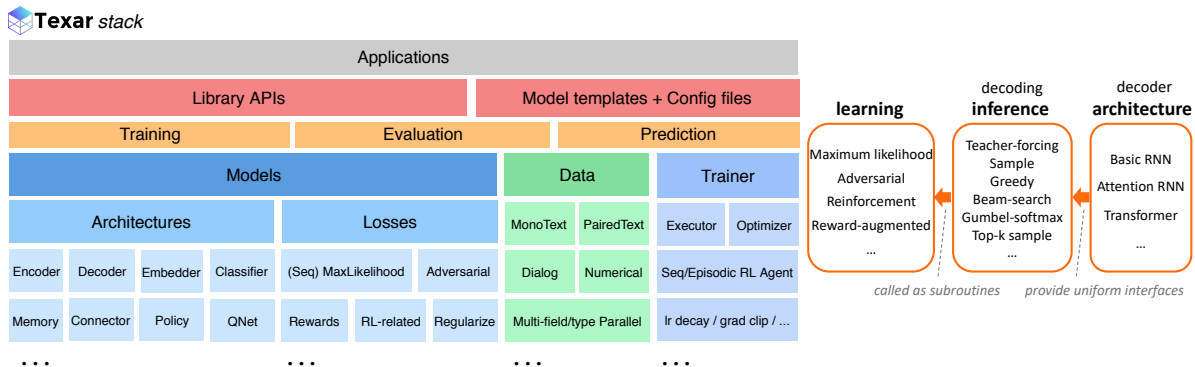 Texar stack
Applications
Library APIs
Model templates + Config files
Training
Evaluation
Prediction
Models
Data
Trainer
Architectures
Losses
MonoText
PairedText
Executor
Optimizer
Encoder
Decoder
Embedder
Classifier
(Seq) MaxLikelihood
Adversarial
Dialog
Numerical
Seq/Episodic RL Agent
Memory
Connector
Policy
QNet
Rewards
RL-related
Regularize
Multi-field/type Parallel
lr decay / grad clip / ...
...
...
...
...
learning
Maximum likelihood
Adversarial
Reinforcement
Reward-augmented
...
decoding
inference
Teacher-forcing
Sample
Greedy
Beam-search
Gumbel-softmax
Top-k sample
...
decoder
architecture
Basic RNN
Attention RNN
Transformer
...
called as subroutines
provide uniform interfaces